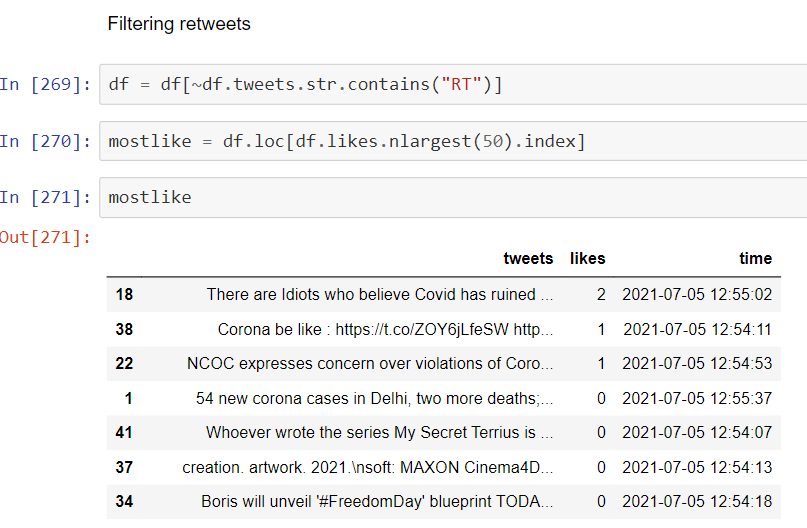 Filtering retweets
In [269]: df = df[~df.tweets.str.contains("RT")]
In [270]: mostlike = df.loc[df.likes.nlargest(50).index]
In [271]: mostlike
Out[271]:
tweets likes time
18 There are Idiots who believe Covid has ruined ... 2 2021-07-05 12:55:02
38 Corona be like : https://t.co/ZOY6jLfeSW http... 1 2021-07-05 12:54:11
22 NCOC expresses concern over violations of Coro... 1 2021-07-05 12:54:53
1 54 new corona cases in Delhi, two more deaths;... 0 2021-07-05 12:55:37
41 Whoever wrote the series My Secret Terrius is ... 0 2021-07-05 12:54:07
37 creation. artwork. 2021.\nsoft: MAXON Cinema4D... 0 2021-07-05 12:54:13
34 Boris will unveil '#FreedomDay' blueprint TODA... 0 2021-07-05 12:54:18